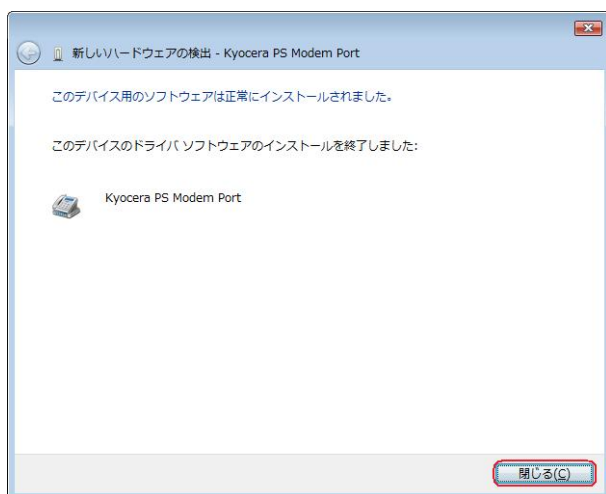 新しいハードウェアの検出 - Kyocera PS Modem Port
このデバイス用のソフトウェアは正常にインストールされました。
このデバイスのドライバ ソフトウェアのインストールを終了しました:
Kyocera PS Modem Port
閉じる(C)